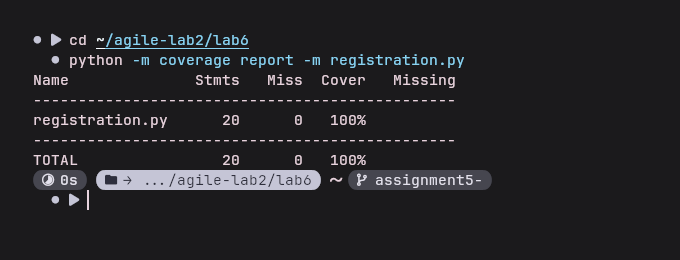 cd ~/agile-lab2/lab6
python -m coverage report -m registration.py
Name              Stmts   Miss  Cover   Missing
-----------------------------------------------
registration.py      20      0   100%
-----------------------------------------------
TOTAL                20      0   100%
0s → .../agile-lab2/lab6 ~ assignment5-